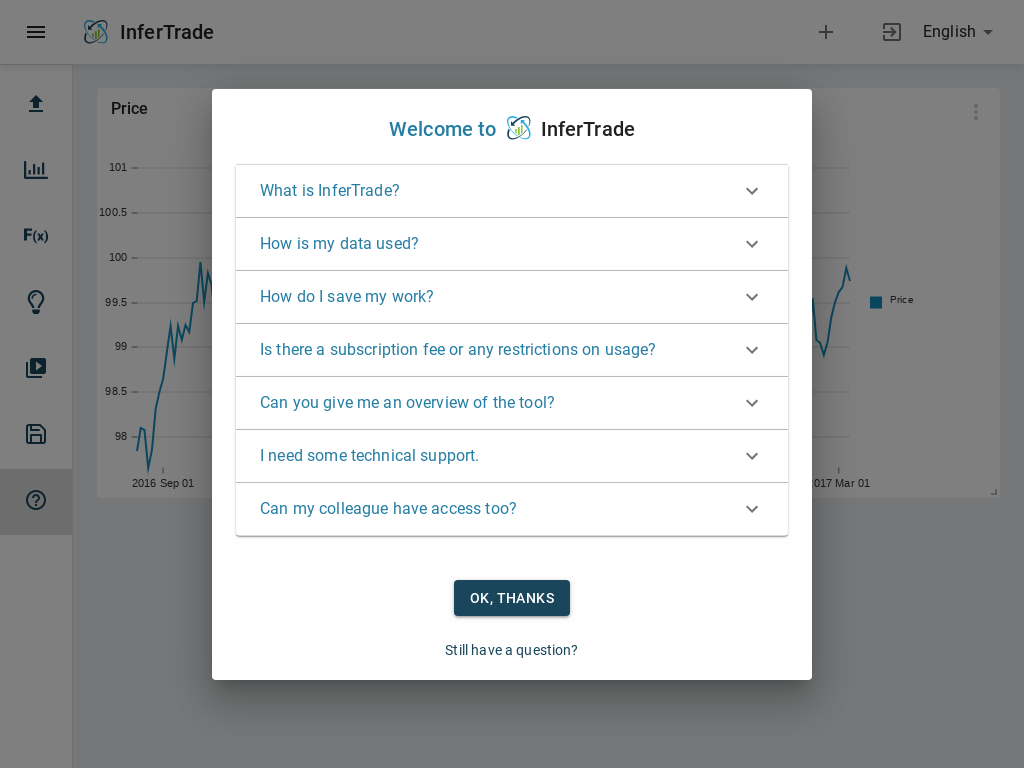 InferTrade
English
F(x)
Price
101
100.5
100
99.5
99
98.5
98
2016 Sep 01
017 Mar 01
Price
Welcome to InferTrade
What is InferTrade?
How is my data used?
How do I save my work?
Is there a subscription fee or any restrictions on usage?
Can you give me an overview of the tool?
I need some technical support.
Can my colleague have access too?
OK, THANKS
Still have a question?